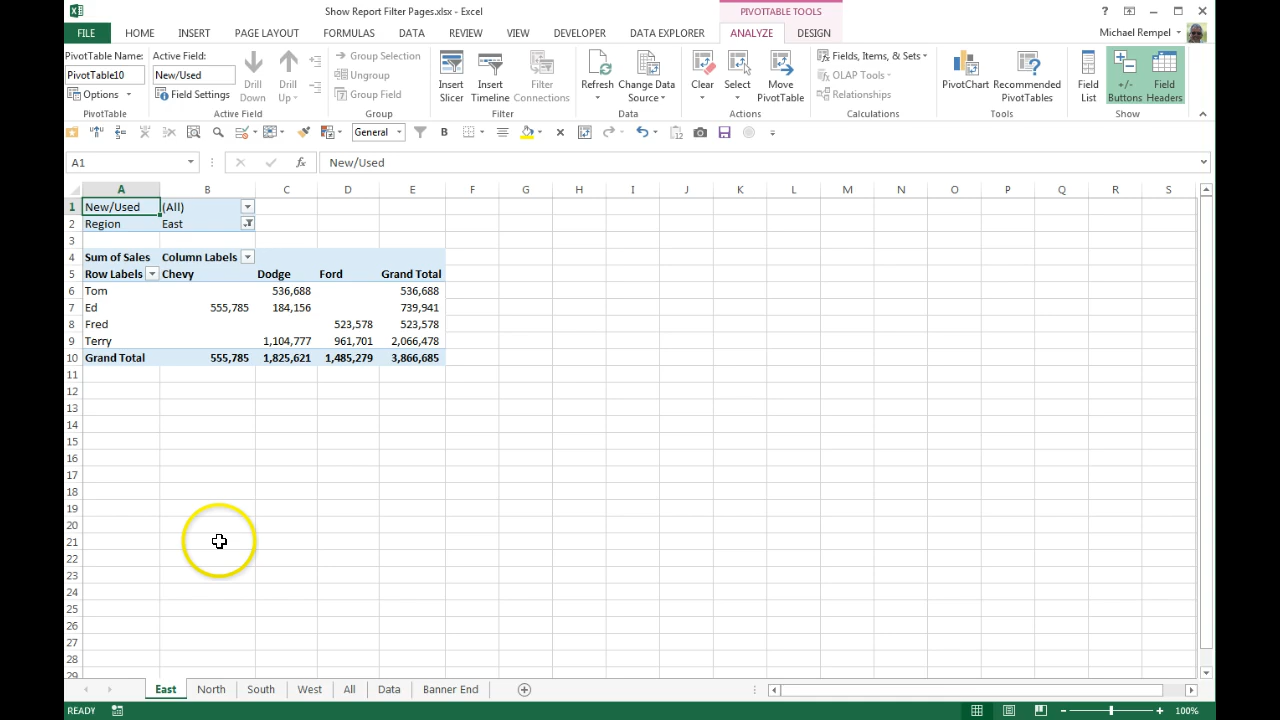 Show Report Filter Pages.xlsx - Excel
PIVOTTABLE TOOLS
FILE HOME INSERT PAGE LAYOUT FORMULAS DATA REVIEW VIEW DEVELOPER DATA EXPLORER ANALYZE DESIGN Michael Rempel
PivotTable Name:
PivotTable10
Options
PivotTable
Active Field:
New/Used
Field Settings
Drill Down
Drill Up
Active Field
Group Selection
Ungroup
Group Field
Group
Insert Slicer
Insert Timeline
Filter Connections
Filter
Refresh
Change Data Source
Data
Clear
Select
Move PivotTable
Actions
Fields, Items, & Sets
OLAP Tools
Relationships
Calculations
PivotChart
Recommended PivotTables
Tools
Field List
+/- Buttons
Field Headers
Show
General
B
A1 fx New/Used
A B C D E F G H I J K L M N O P Q R S
1 New/Used (All)
2 Region East
3
4 Sum of Sales Column Labels
5 Row Labels Chevy Dodge Ford Grand Total
6 Tom 536,688 536,688
7 Ed 555,785 184,156 739,941
8 Fred 523,578 523,578
9 Terry 1,104,777 961,701 2,066,478
10 Grand Total 555,785 1,825,621 1,485,279 3,866,685
11
12
13
14
15
16
17
18
19
20
21
22
23
24
25
26
27
28
29
East North South West All Data Banner End
READY 100%